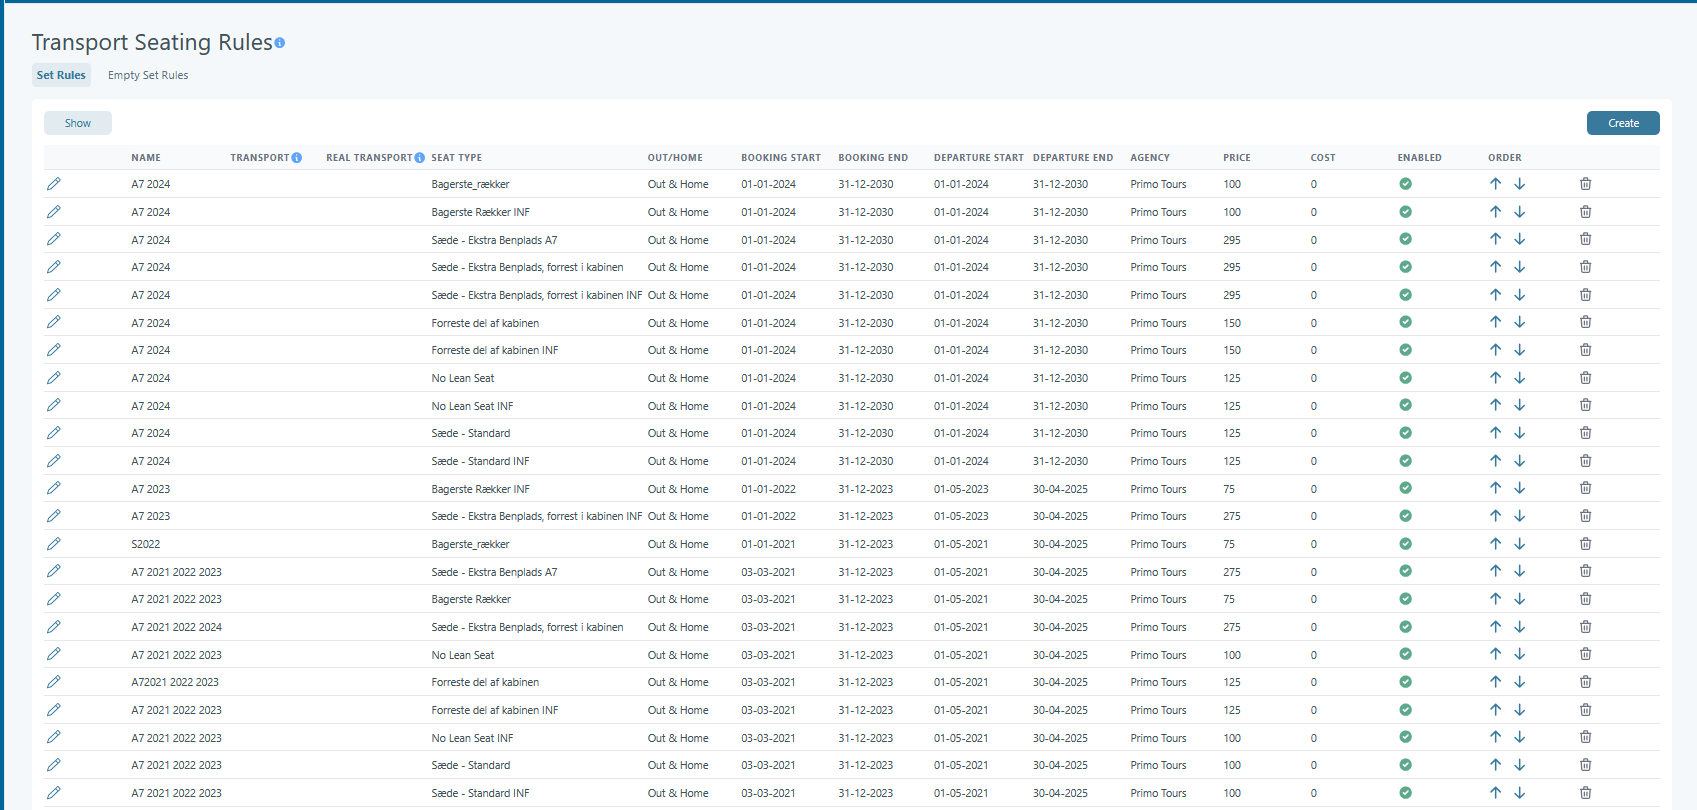 Transport Seating Rules
Set Rules Empty Set Rules
Show Create
NAME TRANSPORT REAL TRANSPORT SEAT TYPE OUT/HOME BOOKING START BOOKING END DEPARTURE START DEPARTURE END AGENCY PRICE COST ENABLED ORDER
A7 2024 Bagerste_rækker Out & Home 01-01-2024 31-12-2030 01-01-2024 31-12-2030 Primo Tours 100 0
A7 2024 Bagerste Rækker INF Out & Home 01-01-2024 31-12-2030 01-01-2024 31-12-2030 Primo Tours 100 0
A7 2024 Sæde - Ekstra Benplads A7 Out & Home 01-01-2024 31-12-2030 01-01-2024 31-12-2030 Primo Tours 295 0
A7 2024 Sæde - Ekstra Benplads, forrest i kabinen Out & Home 01-01-2024 31-12-2030 01-01-2024 31-12-2030 Primo Tours 295 0
A7 2024 Sæde - Ekstra Benplads, forrest i kabinen INF Out & Home 01-01-2024 31-12-2030 01-01-2024 31-12-2030 Primo Tours 295 0
A7 2024 Forreste del af kabinen Out & Home 01-01-2024 31-12-2030 01-01-2024 31-12-2030 Primo Tours 150 0
A7 2024 Forreste del af kabinen INF Out & Home 01-01-2024 31-12-2030 01-01-2024 31-12-2030 Primo Tours 150 0
A7 2024 No Lean Seat Out & Home 01-01-2024 31-12-2030 01-01-2024 31-12-2030 Primo Tours 125 0
A7 2024 No Lean Seat INF Out & Home 01-01-2024 31-12-2030 01-01-2024 31-12-2030 Primo Tours 125 0
A7 2024 Sæde - Standard Out & Home 01-01-2024 31-12-2030 01-01-2024 31-12-2030 Primo Tours 125 0
A7 2024 Sæde - Standard INF Out & Home 01-01-2024 31-12-2030 01-01-2024 31-12-2030 Primo Tours 125 0
A7 2023 Bagerste Rækker INF Out & Home 01-01-2022 31-12-2023 01-05-2023 30-04-2025 Primo Tours 75 0
A7 2023 Sæde - Ekstra Benplads, forrest i kabinen INF Out & Home 01-01-2022 31-12-2023 01-05-2023 30-04-2025 Primo Tours 275 0
S2022 Bagerste_rækker Out & Home 01-01-2021 31-12-2023 01-05-2021 30-04-2025 Primo Tours 75 0
A7 2021 2022 2023 Sæde - Ekstra Benplads A7 Out & Home 03-03-2021 31-12-2023 01-05-2021 30-04-2025 Primo Tours 275 0
A7 2021 2022 2023 Bagerste Rækker Out & Home 03-03-2021 31-12-2023 01-05-2021 30-04-2025 Primo Tours 75 0
A7 2021 2022 2024 Sæde - Ekstra Benplads, forrest i kabinen Out & Home 03-03-2021 31-12-2023 01-05-2021 30-04-2025 Primo Tours 275 0
A7 2021 2022 2023 No Lean Seat Out & Home 03-03-2021 31-12-2023 01-05-2021 30-04-2025 Primo Tours 100 0
A72021 2022 2023 Forreste del af kabinen Out & Home 03-03-2021 31-12-2023 01-05-2021 30-04-2025 Primo Tours 125 0
A7 2021 2022 2023 Forreste del af kabinen INF Out & Home 03-03-2021 31-12-2023 01-05-2021 30-04-2025 Primo Tours 125 0
A7 2021 2022 2023 No Lean Seat INF Out & Home 03-03-2021 31-12-2023 01-05-2021 30-04-2025 Primo Tours 100 0
A7 2021 2022 2023 Sæde - Standard Out & Home 03-03-2021 31-12-2023 01-05-2021 30-04-2025 Primo Tours 100 0
A7 2021 2022 2023 Sæde - Standard INF Out & Home 03-03-2021 31-12-2023 01-05-2021 30-04-2025 Primo Tours 100 0